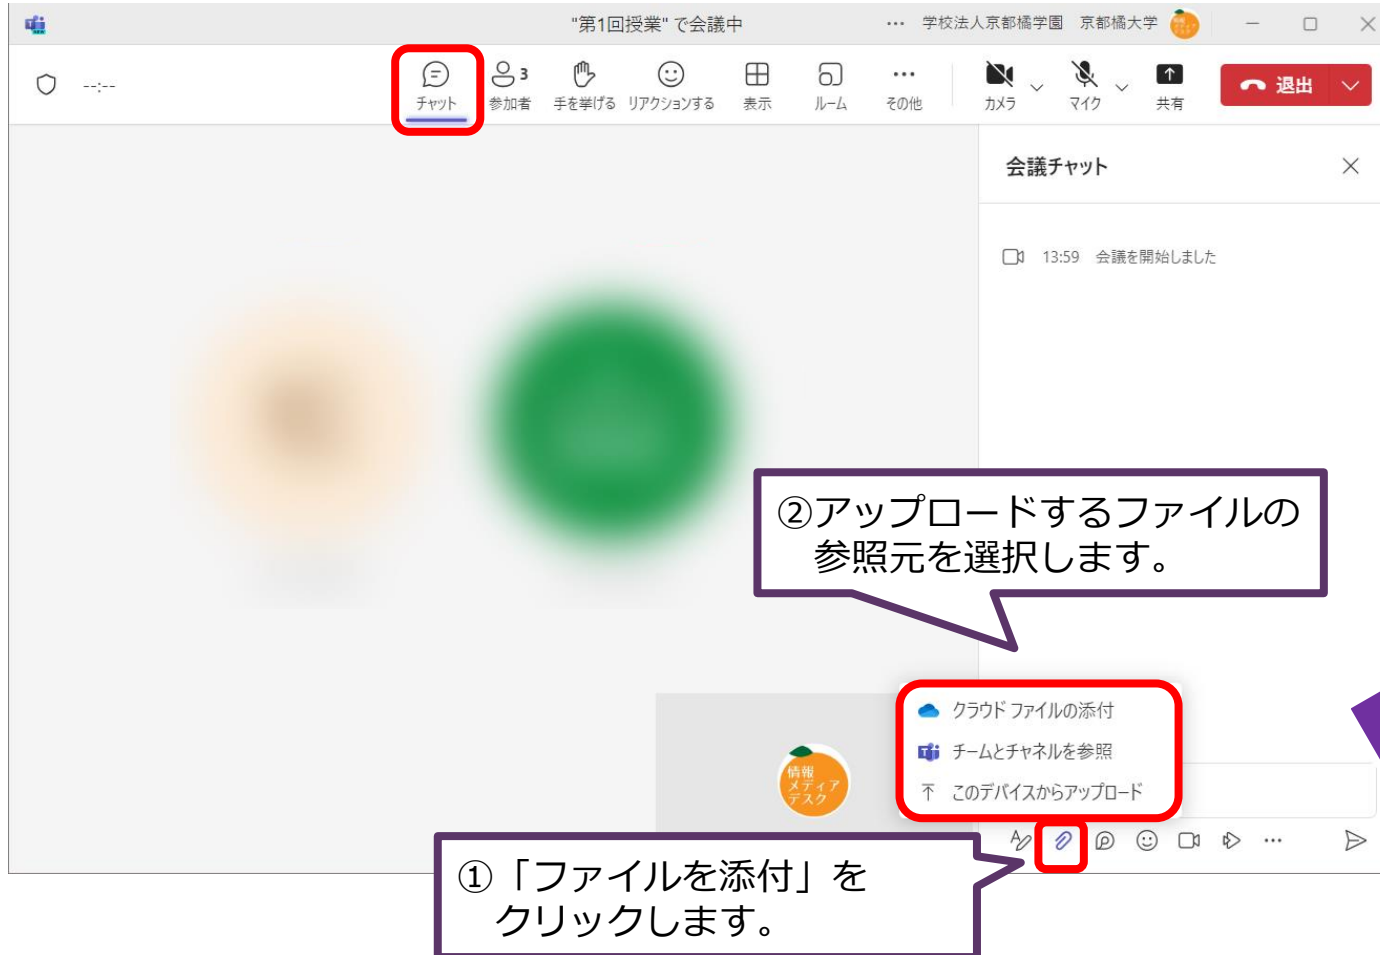 "第1回授業" で会議中
… 学校法人京都橘学園 京都橘大学
--:--
チャット
3
参加者
手を挙げる
リアクションする
表示
ルーム
その他
カメラ
マイク
共有
退出
会議チャット
13:59 会議を開始しました
②アップロードするファイルの
参照元を選択します。
クラウド ファイルの添付
チームとチャネルを参照
このデバイスからアップロード
情報
メディア
デスク
①「ファイルを添付」を
クリックします。